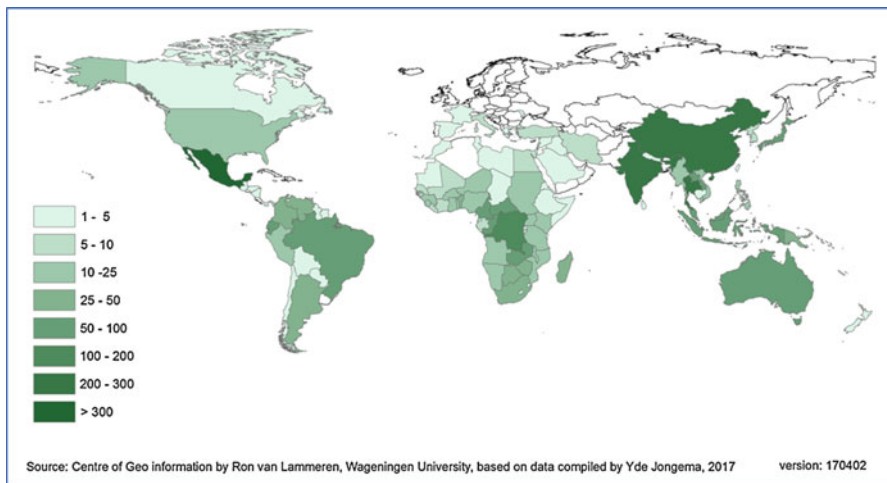 1 - 5
5 - 10
10 -25
25 - 50
50 - 100
100 - 200
200 - 300
> 300
Source: Centre of Geo information by Ron van Lammeren, Wageningen University, based on data compiled by Yde Jongema, 2017 version: 170402